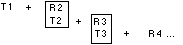 T1 + R2
T2 + R3
T3 + R4 ...